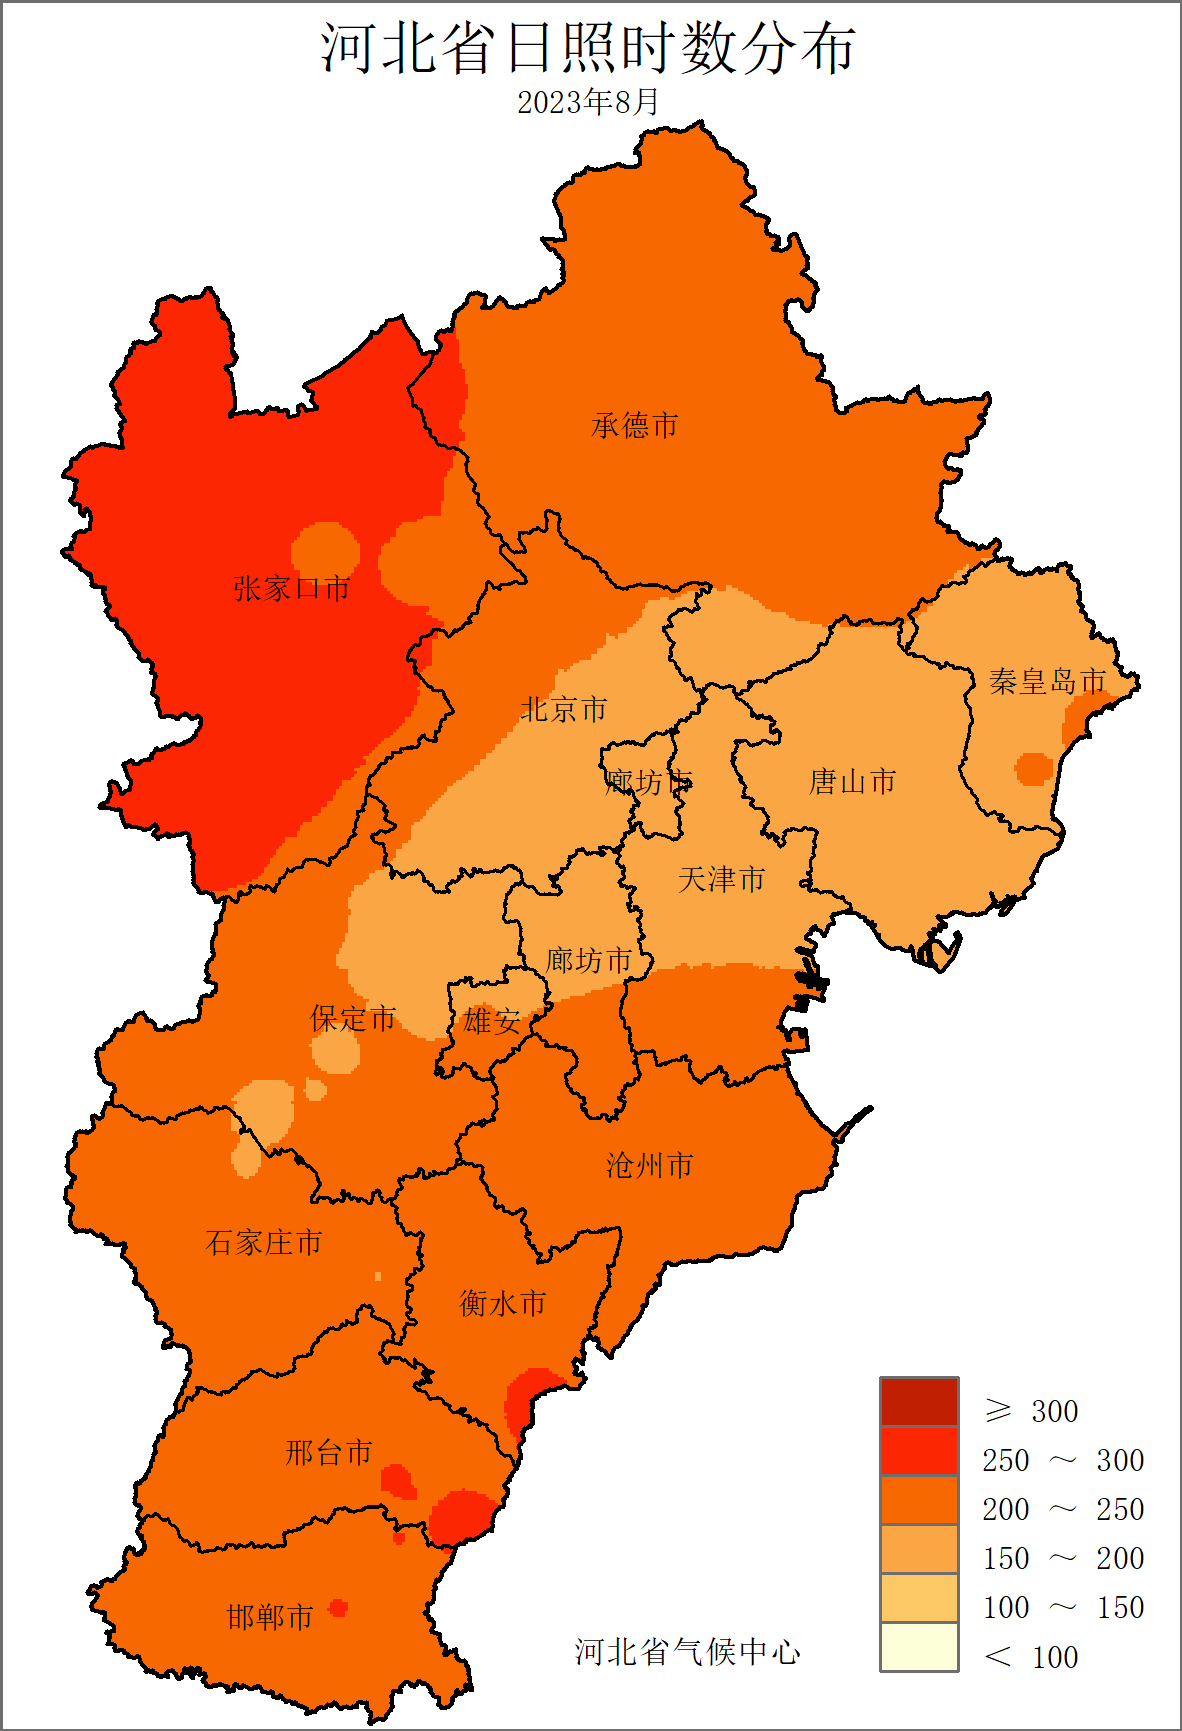 河北省日照时数分布
2023年8月
承德市
张家口市
秦皇岛市
北京市
廊坊市
唐山市
天津市
廊坊市
保定市
雄安
沧州市
石家庄市
衡水市
邢台市
邯郸市
河北省气候中心
≥ 300
250 ～ 300
200 ～ 250
150 ～ 200
100 ～ 150
＜ 100